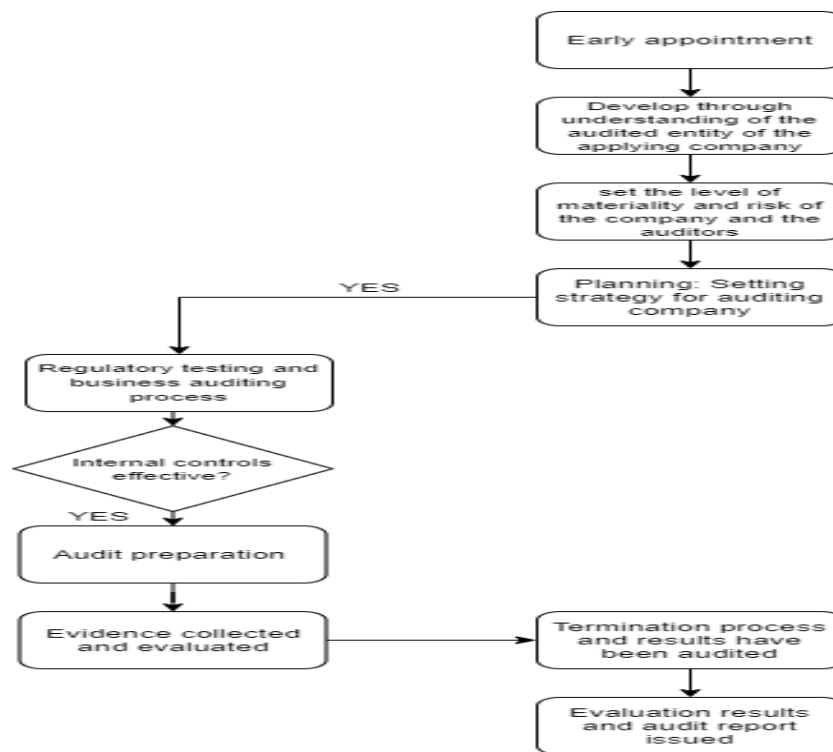 Early appointment
Develop through
understanding of the
audited entity of the
applying company
set the level of
materiality and risk of
the company and the
auditors
Planning: Setting
strategy for auditing
company
YES
Regulatory testing and
business auditing
process
Internal controls
effective?
YES
Audit preparation
Evidence collected
and evaluated
Termination process
and results have
been audited
Evaluation results
and audit report
issued